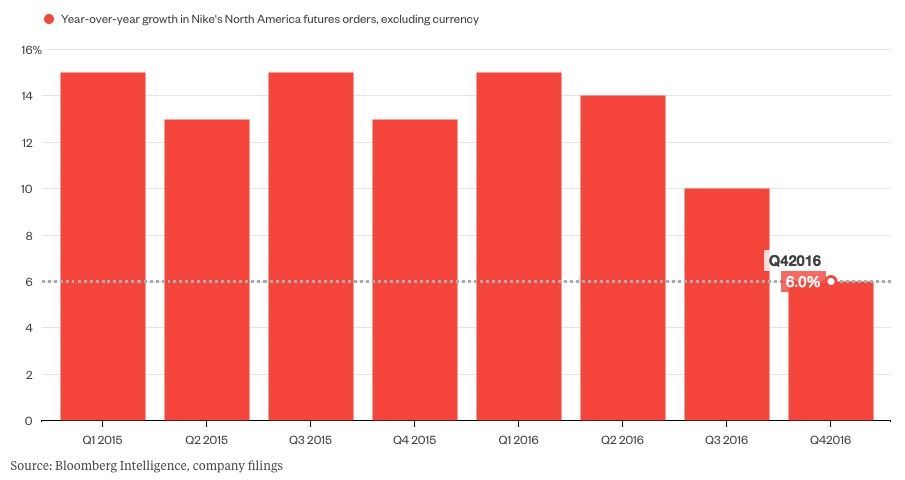 Year-over-year growth in Nike's North America futures orders, excluding currency
16%
14
12
10
8
Q42016
6
6.0%
4
2
0
Q1 2015 Q2 2015 Q3 2015 Q4 2015 Q1 2016 Q2 2016 Q3 2016 Q42016
Source: Bloomberg Intelligence, company filings